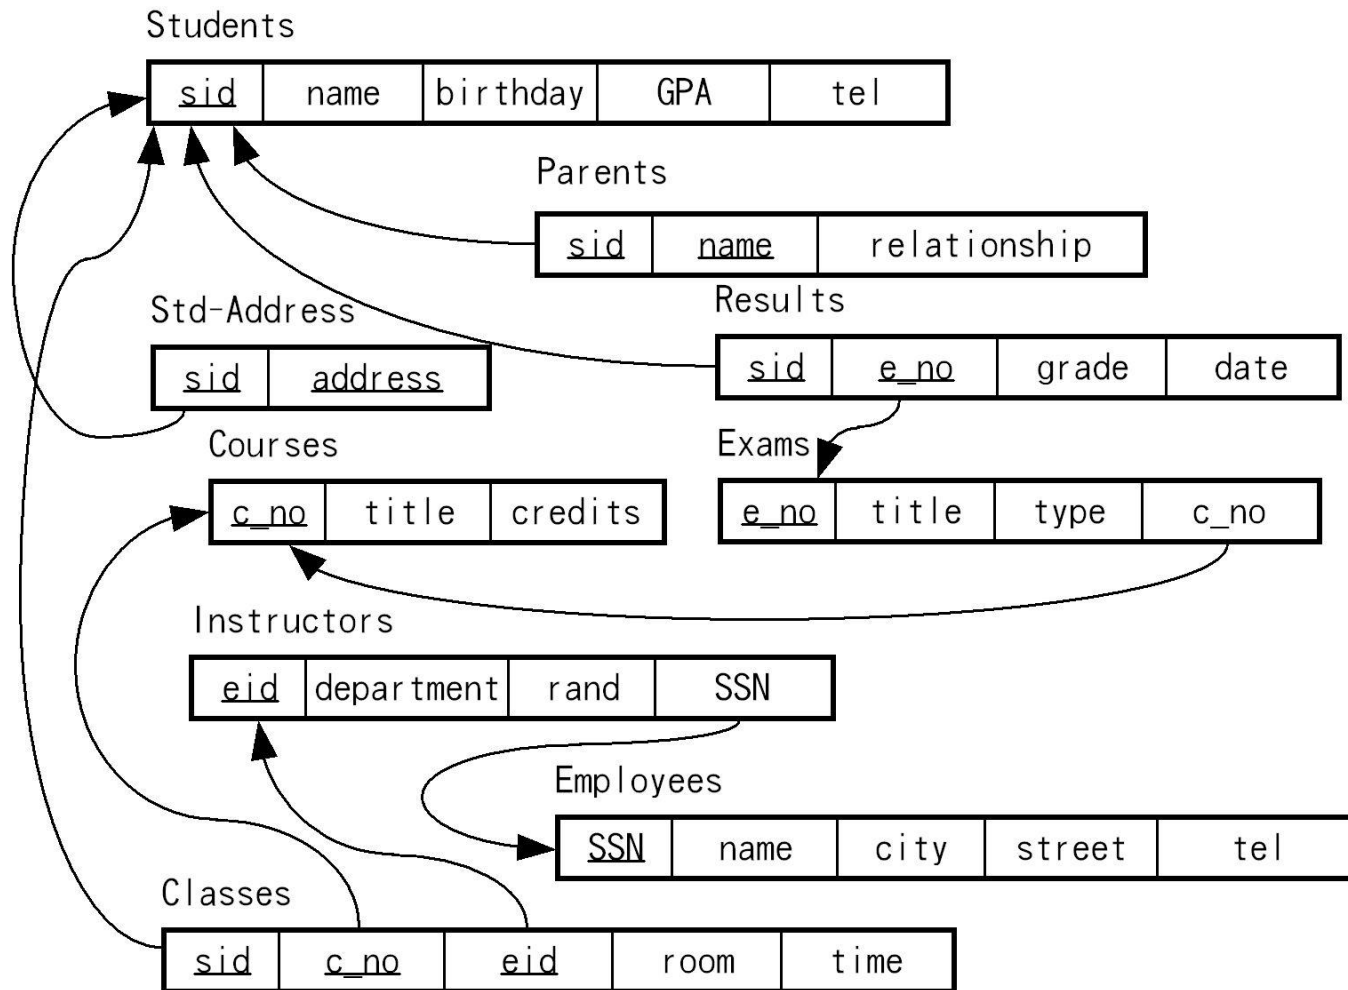 Students
sid name birthday GPA tel
Parents
sid name relationship
Std-Address
sid address
Results
sid e_no grade date
Courses
c_no title credits
Exams
e_no title type c_no
Instructors
eid department rand SSN
Employees
SSN name city street tel
Classes
sid c_no eid room time